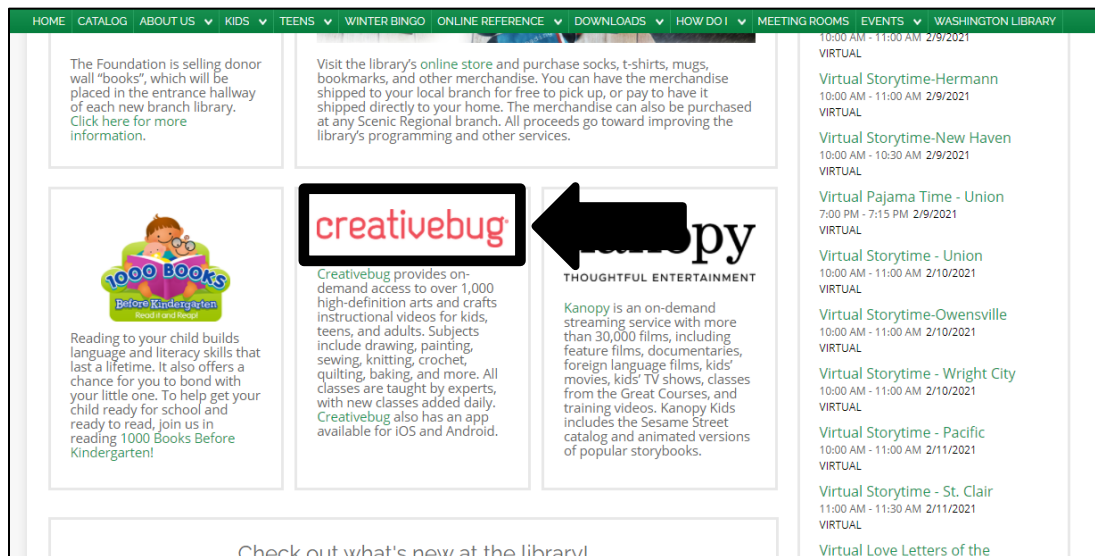 HOME CATALOG ABOUT US KIDS TEENS WINTER BINGO ONLINE REFERENCE DOWNLOADS HOW DO I MEETING ROOMS EVENTS WASHINGTON LIBRARY
The Foundation is selling donor
wall “books”, which will be
placed in the entrance hallway
of each new branch library.
Click here for more
information.
Visit the library’s online store and purchase socks, t-shirts, mugs,
bookmarks, and other merchandise. You can have the merchandise
shipped to your local branch for free to pick up, or pay to have it
shipped directly to your home. The merchandise can also be purchased
at any Scenic Regional branch. All proceeds go toward improving the
library’s programming and other services.
1000 BOOKS
Before Kindergarten
Read it and Reap!
Reading to your child builds
language and literacy skills that
last a lifetime. It also offers a
chance for you to bond with
your little one. To help get your
child ready for school and
ready to read, join us in
reading 1000 Books Before
Kindergarten!
creativebug
Creativebug provides on-
demand access to over 1,000
high-definition arts and crafts
instructional videos for kids,
teens, and adults. Subjects
include drawing, painting,
sewing, knitting, crochet,
quilting, baking, and more. All
classes are taught by experts,
with new classes added daily.
Creativebug also has an app
available for iOS and Android.
THOUGHTFUL ENTERTAINMENT
Kanopy is an on-demand
streaming service with more
than 30,000 films, including
feature films, documentaries,
foreign language films, kids’
movies, kids’ TV shows, classes
from the Great Courses, and
training videos. Kanopy Kids
includes the Sesame Street
catalog and animated versions
of popular storybooks.
Check out what's new at the library!
10:00 AM - 11:00 AM 2/9/2021
VIRTUAL
Virtual Storytime-Hermann
10:00 AM - 11:00 AM 2/9/2021
VIRTUAL
Virtual Storytime-New Haven
10:00 AM - 10:30 AM 2/9/2021
VIRTUAL
Virtual Pajama Time - Union
7:00 PM - 7:15 PM 2/9/2021
VIRTUAL
Virtual Storytime - Union
10:00 AM - 11:00 AM 2/10/2021
VIRTUAL
Virtual Storytime-Owensville
10:00 AM - 11:00 AM 2/10/2021
VIRTUAL
Virtual Storytime - Wright City
10:00 AM - 11:00 AM 2/10/2021
VIRTUAL
Virtual Storytime - Pacific
10:00 AM - 11:00 AM 2/11/2021
VIRTUAL
Virtual Storytime - St. Clair
11:00 AM - 11:30 AM 2/11/2021
VIRTUAL
Virtual Love Letters of the